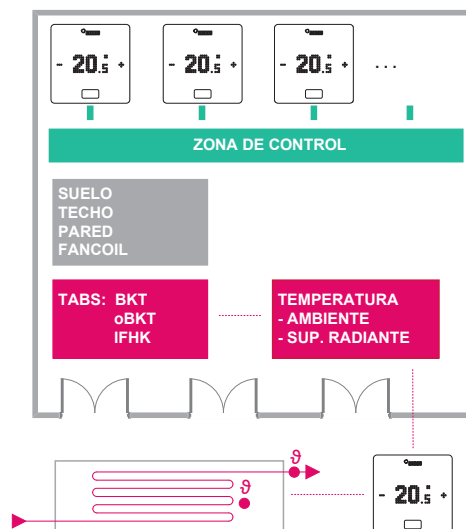 - 20.5 +
- 20.5 +
- 20.5 +
...
ZONA DE CONTROL
SUELO
TECHO
PARED
FANCOIL
TABS: BKT
oBKT
IFHK
TEMPERATURA
- AMBIENTE
- SUP. RADIANTE
ϑ
ϑ
- 20.5 +